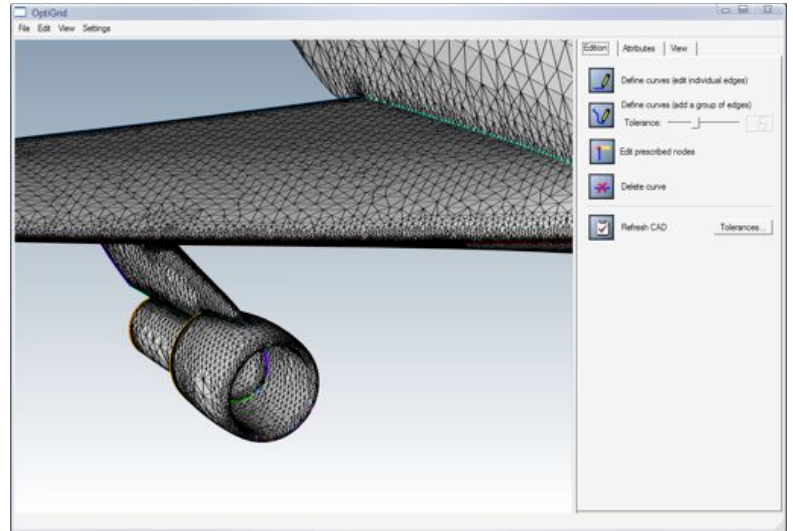 OptiGrid
File Edit View Settings
Edition Attributes View
Define curves (edit individual edges)
Define curves (add a group of edges)
Tolerance:
Edit prescribed nodes
Delete curve
Refresh CAD Tolerances...